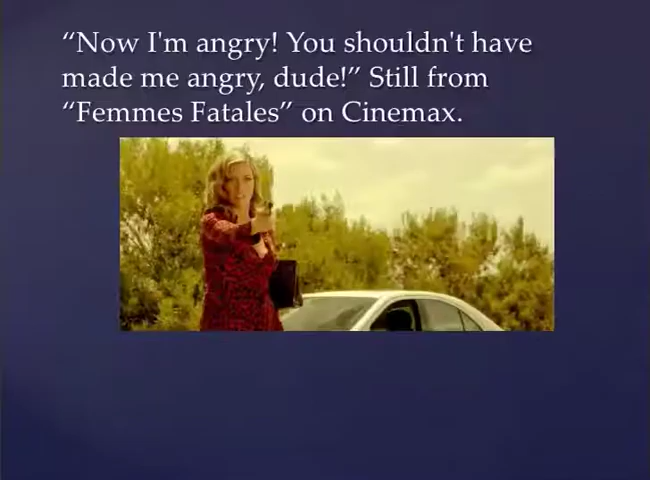 “Now I'm angry! You shouldn't have
made me angry, dude!” Still from
“Femmes Fatales” on Cinemax.